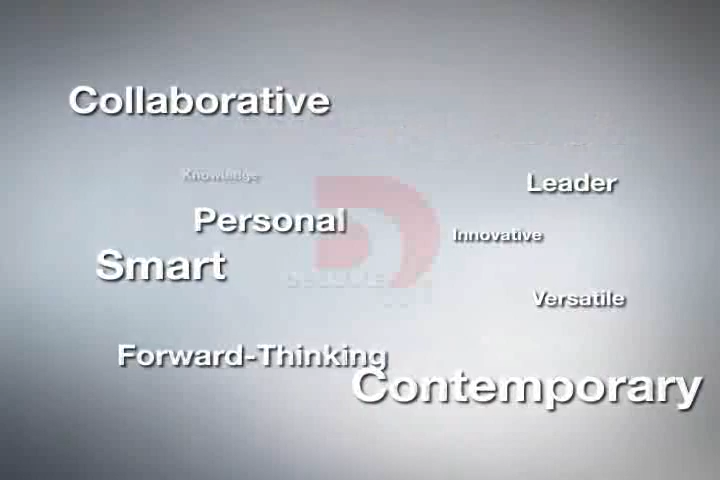 Collaborative
Knowledge
Leader
Personal
Innovative
Smart
Versatile
Forward-Thinking
Contemporary